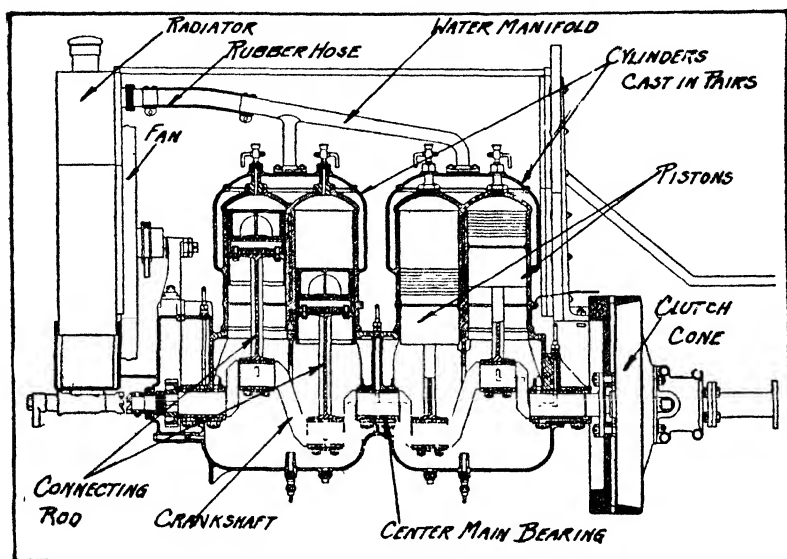 RADIATOR
RUBBER HOSE
WATER MANIFOLD
CYLINDERS
CAST IN PAIRS
FAN
PISTONS
CLUTCH
CONE
CONNECTING
ROD
CRANKSHAFT
CENTER MAIN BEARING